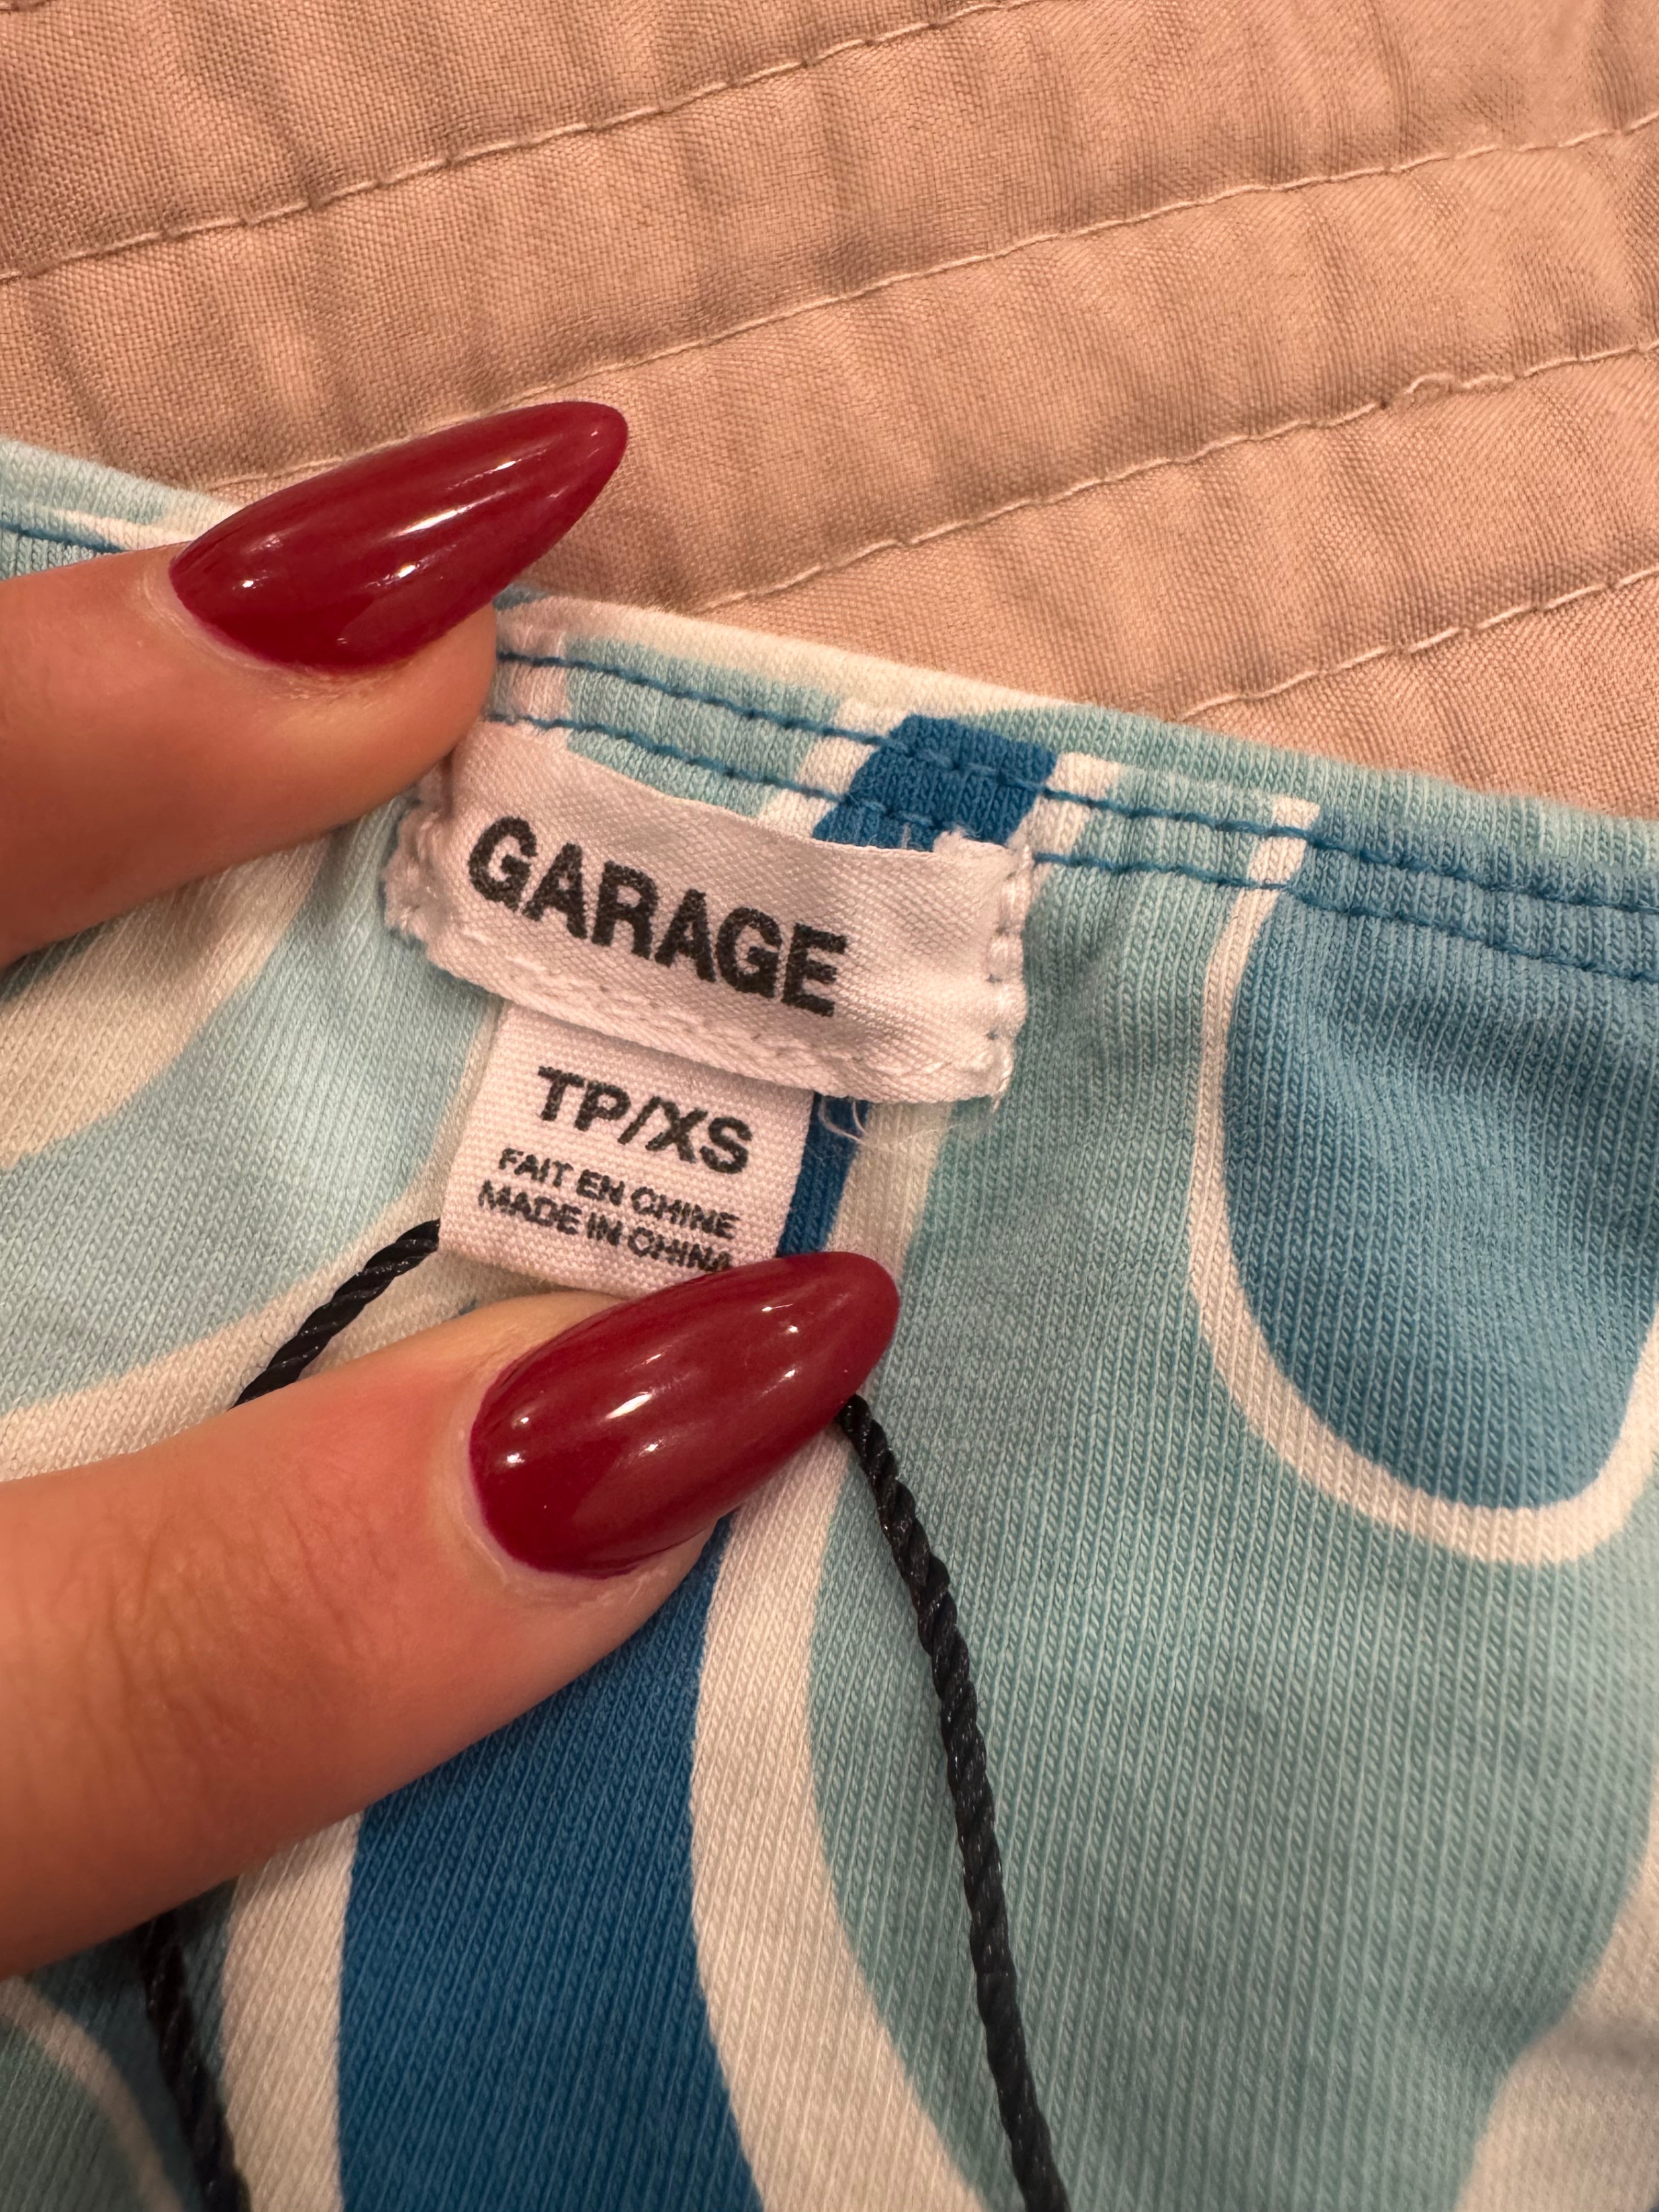 GARAGE
TP/XS
FAIT EN CHINE
MADE IN CHINA